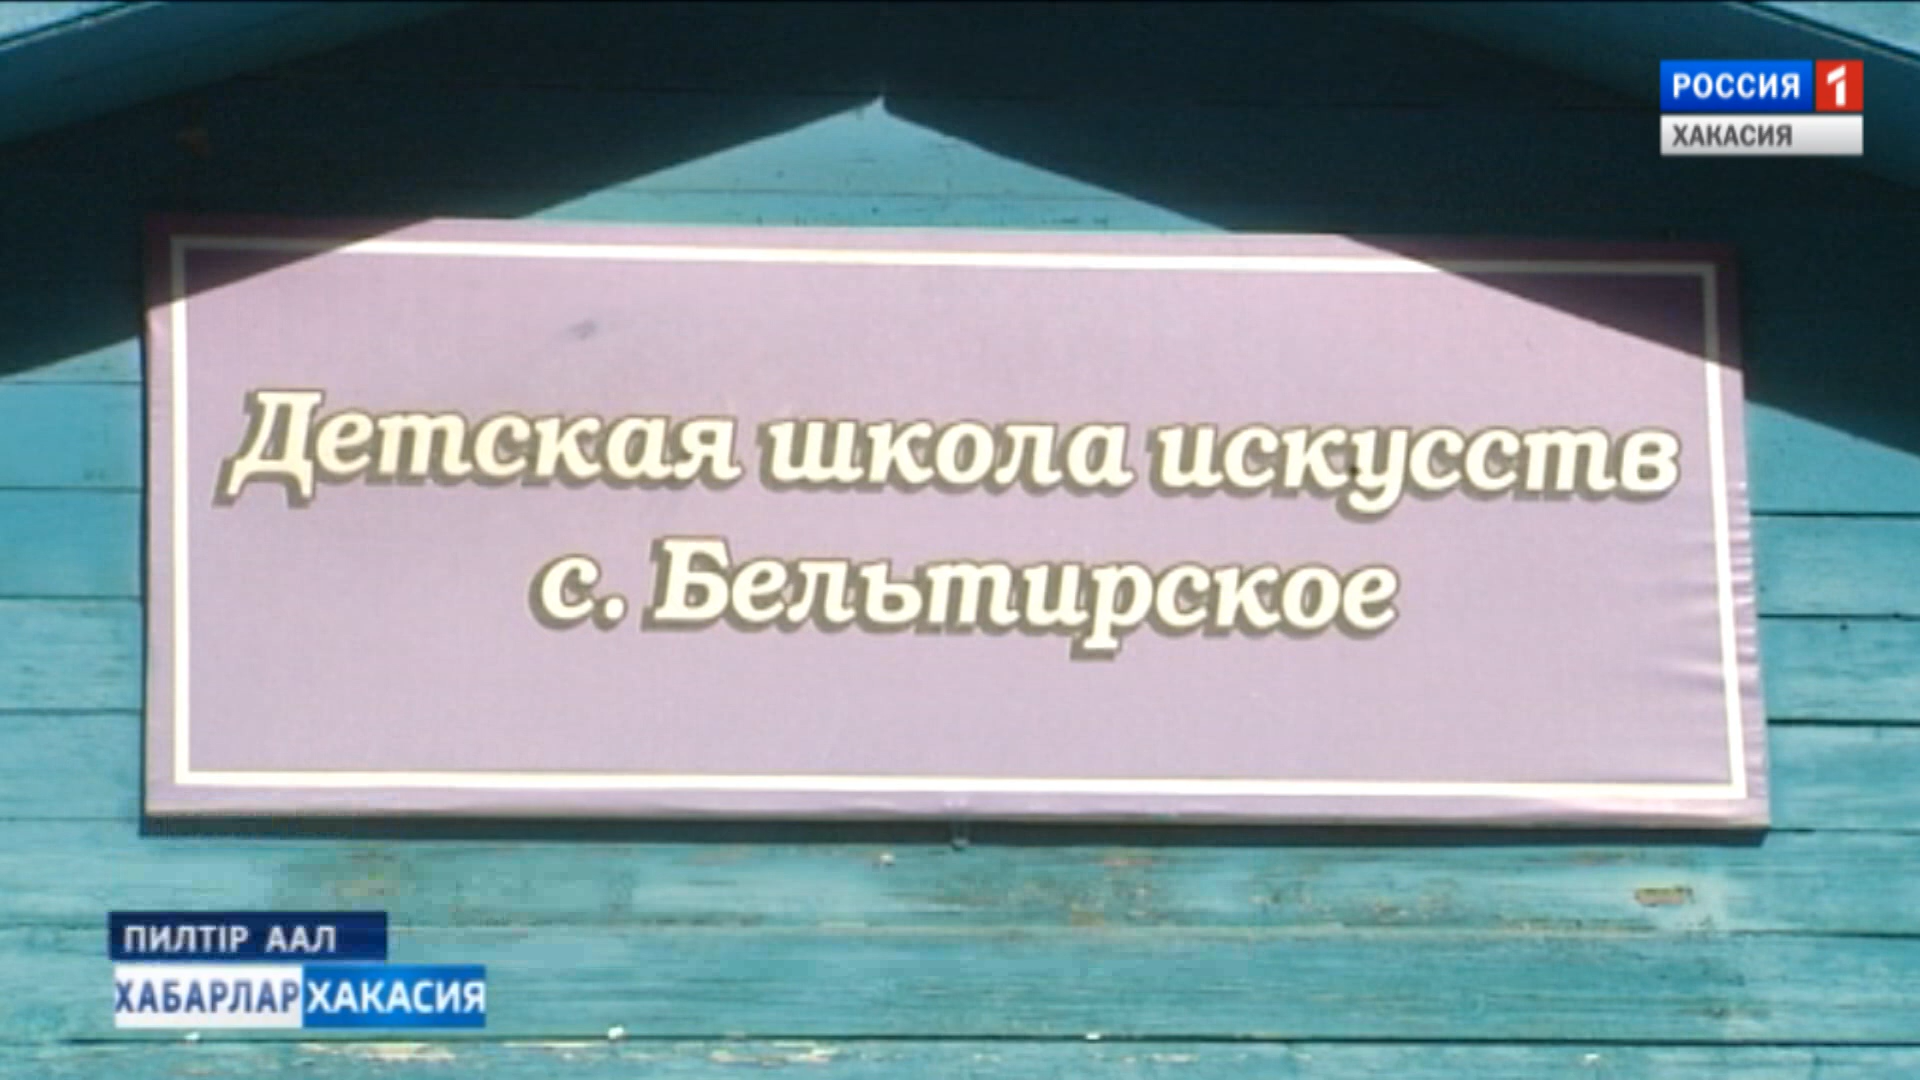 РОССИЯ 1
ХАКАСИЯ
Детская школа искусств
с. Бельтирское
ПИЛТІР ААЛ
ХАБАРЛАР ХАКАСИЯ